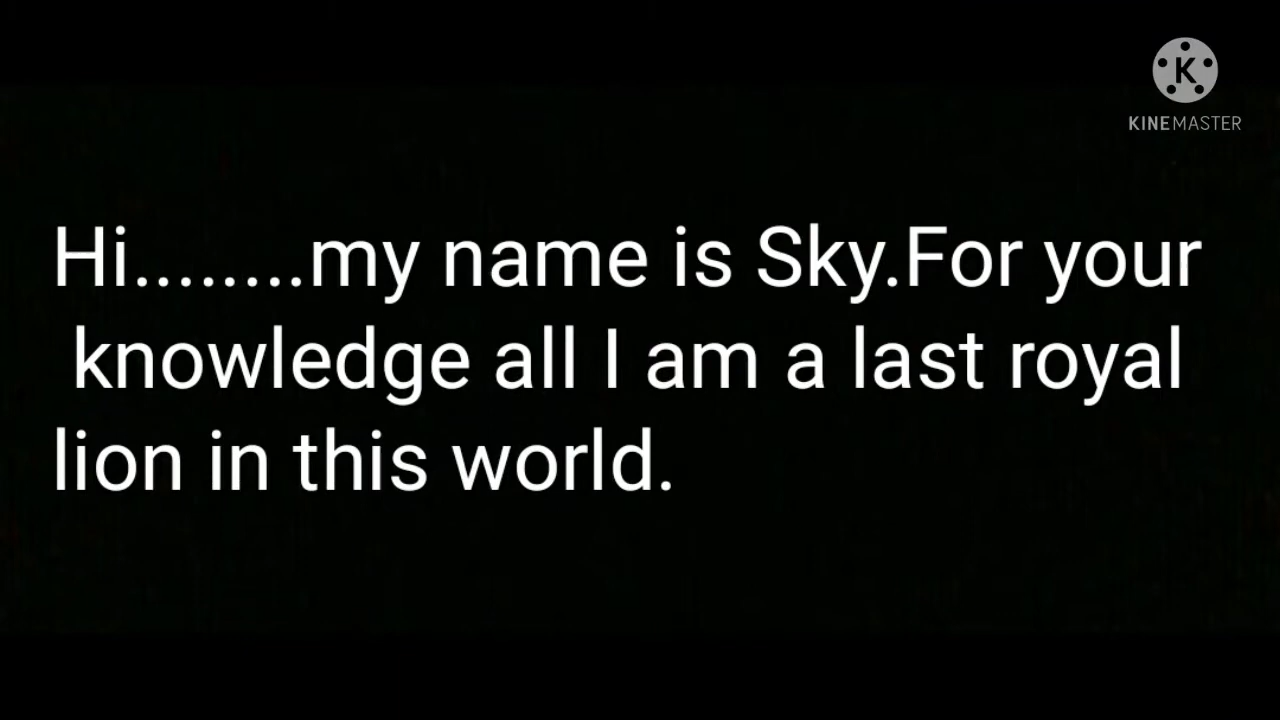 K
KINEMASTER
Hi........my name is Sky.For your
knowledge all I am a last royal
lion in this world.